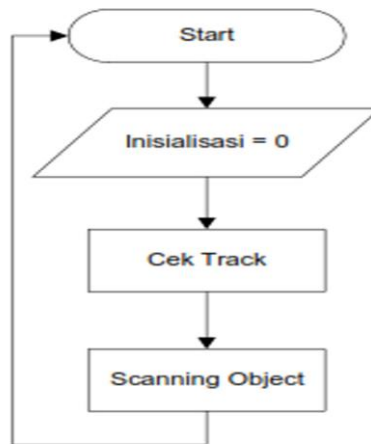 Start
Inisialisasi = 0
Cek Track
Scanning Object